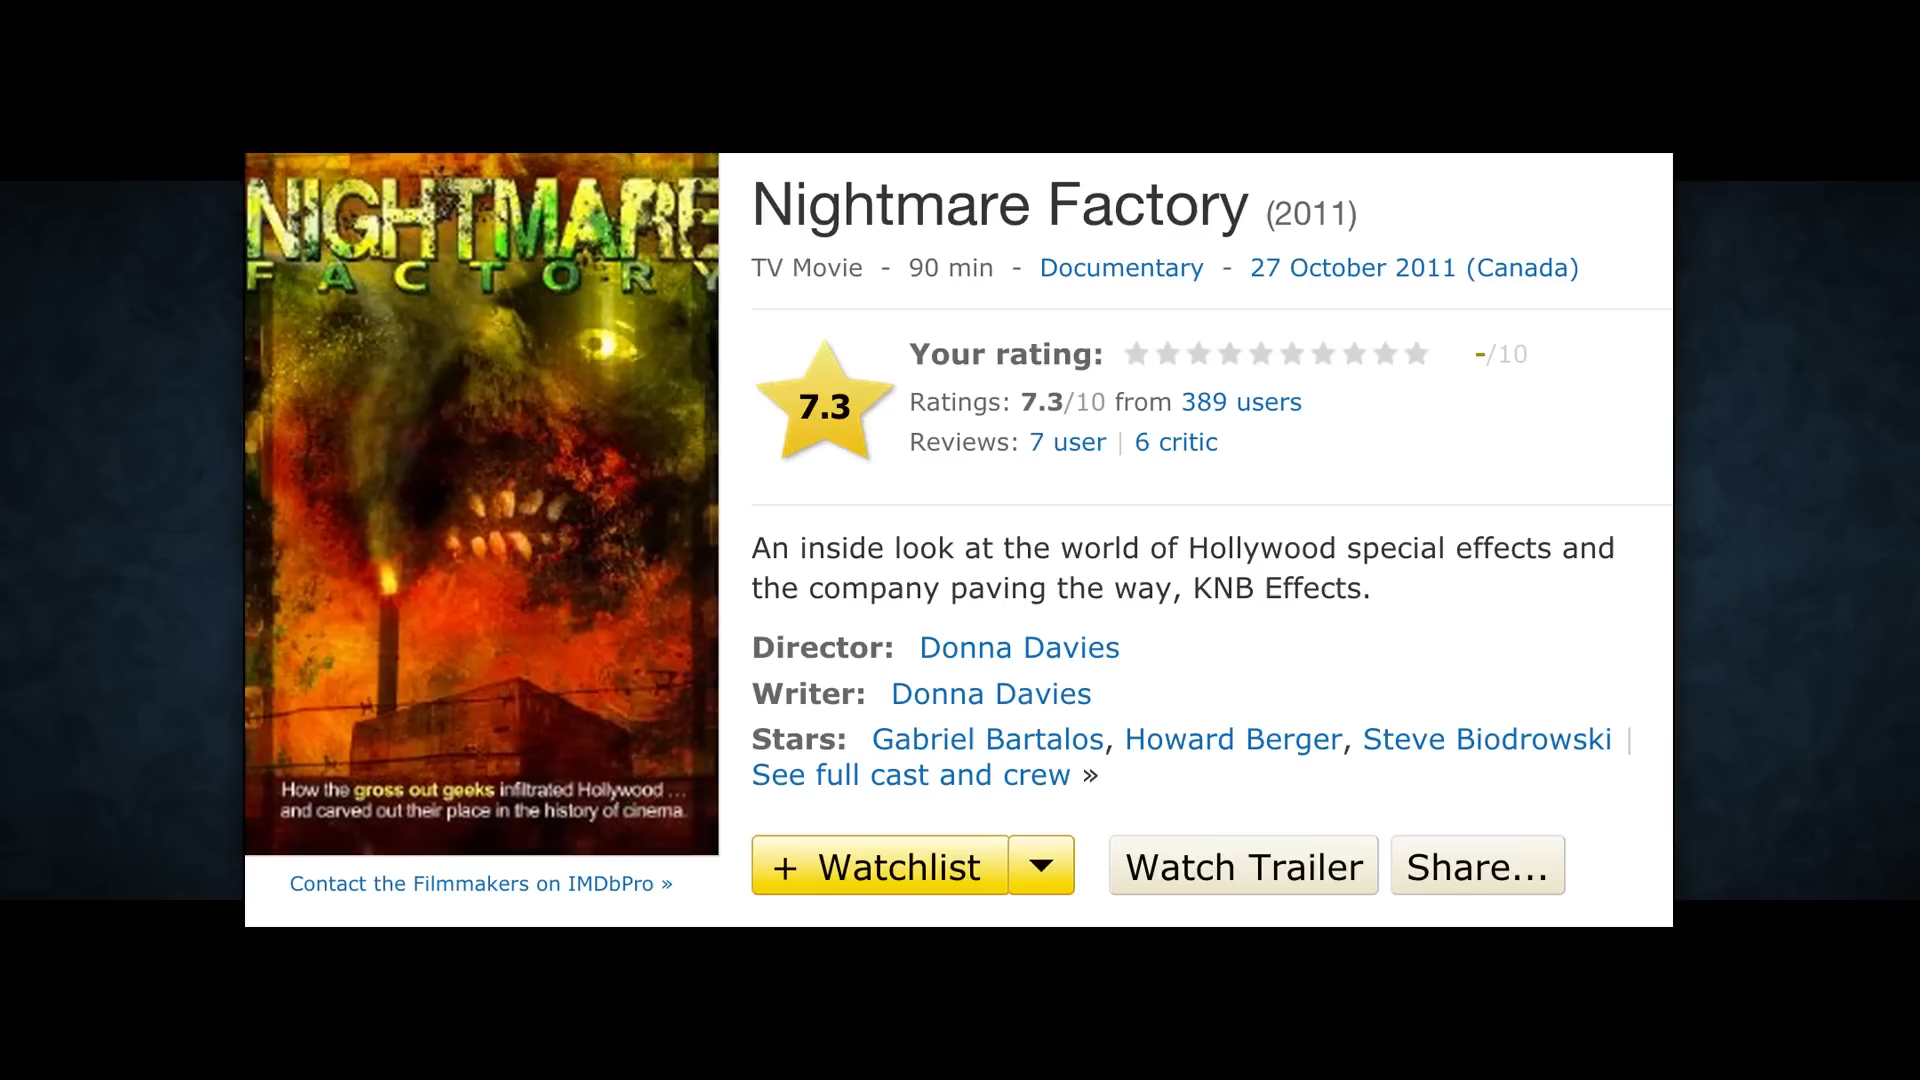 NIGHTMARE
FACTORY
How the gross out geeks infiltrated Hollywood ...
and carved out their place in the history of cinema.
Contact the Filmmakers on IMDbPro »
Nightmare Factory (2011)
TV Movie - 90 min - Documentary - 27 October 2011 (Canada)
7.3
Your rating: -/10
Ratings: 7.3/10 from 389 users
Reviews: 7 user | 6 critic
An inside look at the world of Hollywood special effects and
the company paving the way, KNB Effects.
Director: Donna Davies
Writer: Donna Davies
Stars: Gabriel Bartalos, Howard Berger, Steve Biodrowski |
See full cast and crew »
+ Watchlist
Watch Trailer
Share...